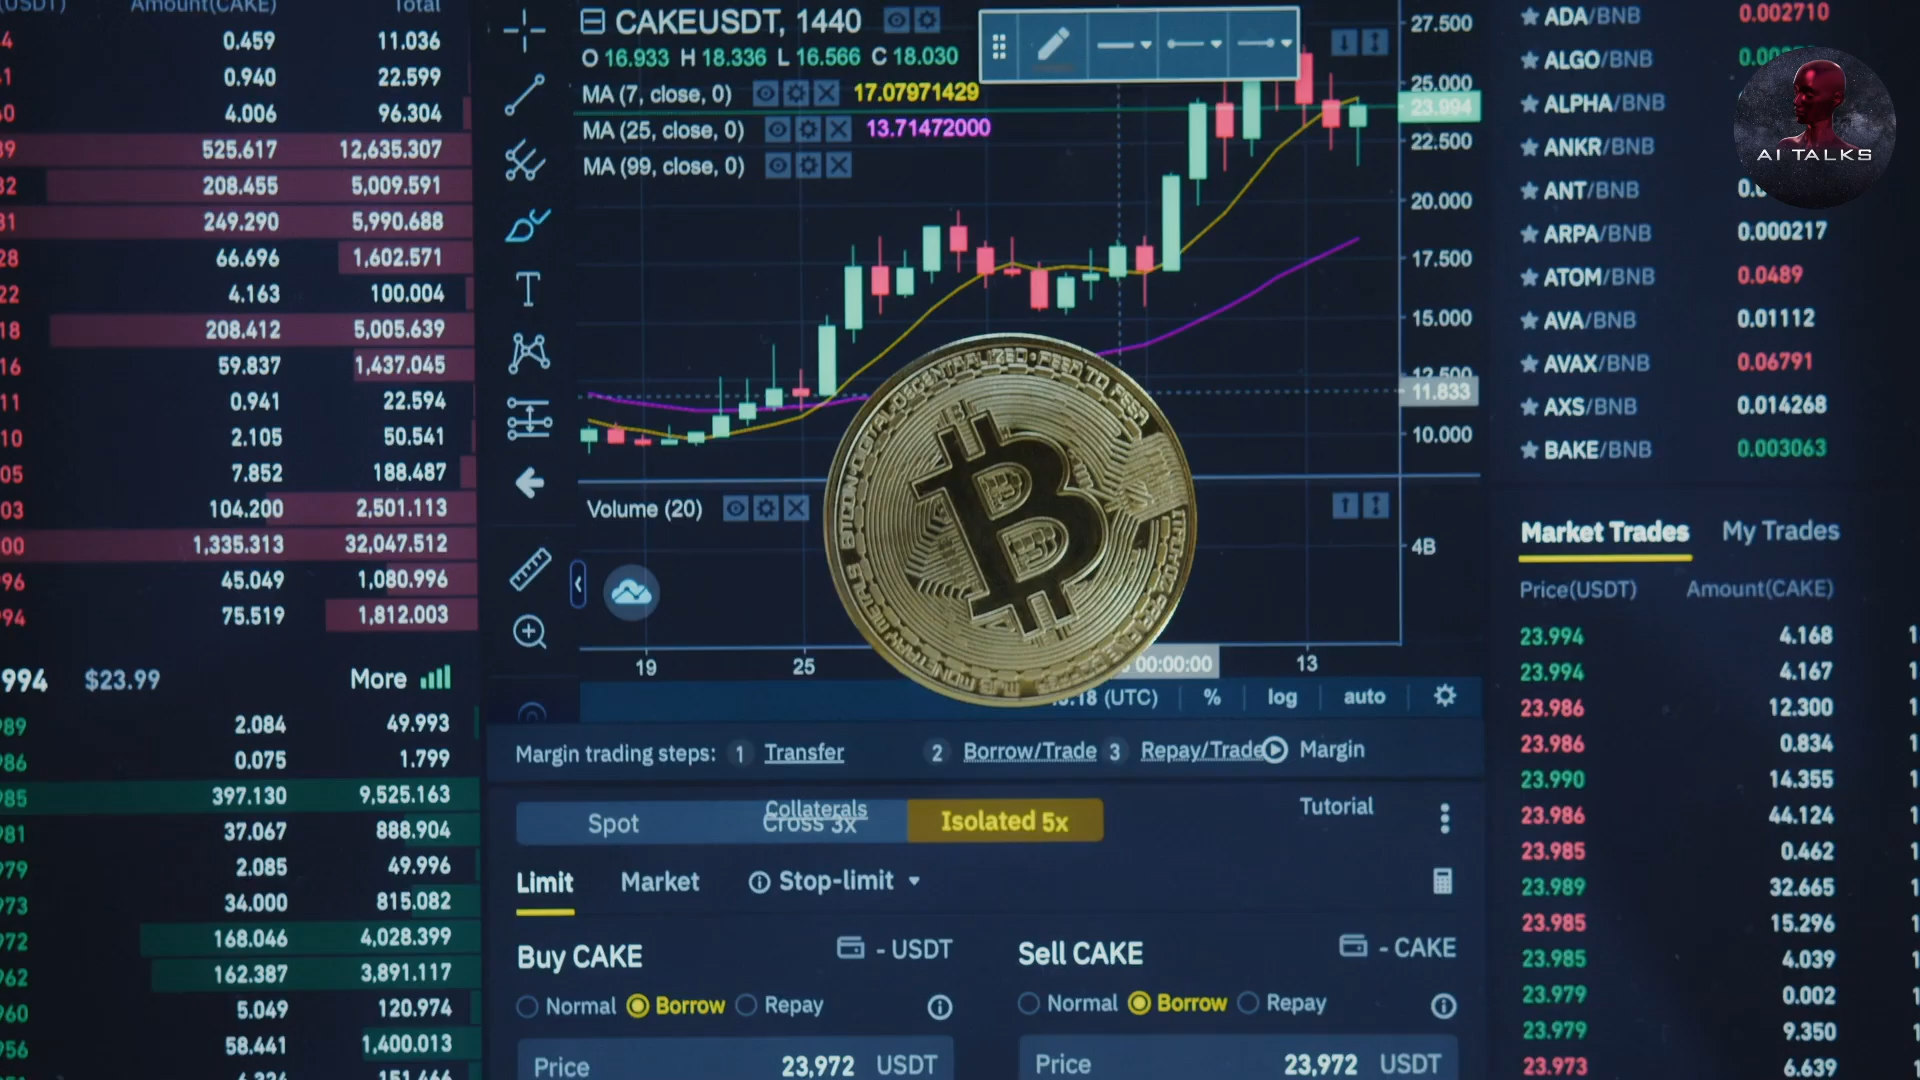 Amount(CAKE) Total
0.459 11.036
0.940 22.599
4.006 96.304
525.617 12,635.307
208.455 5,009.591
249.290 5,990.688
66.696 1,602.571
4.163 100.004
208.412 5,005.639
59.837 1,437.045
0.941 22.594
2.105 50.541
7.852 188.487
104.200 2,501.113
1,335.313 32,047.512
45.049 1,080.996
75.519 1,812.003
994 $23.99 More
2.084 49.993
0.075 1.799
397.130 9,525.163
37.067 888.904
2.085 49.996
34.000 815.082
168.046 4,028.399
162.387 3,891.117
5.049 120.974
58.441 1,400.013
CAKEUSDT, 1440
O 16.933 H 18.336 L 16.566 C 18.030
MA (7, close, 0) 17.07971429
MA (25, close, 0) 13.71472000
MA (99, close, 0)
27.500
25.000
23.994
22.500
20.000
17.500
15.000
12.500
11.833
10.000
Volume (20)
4B
19 25 00:00:00 13
(UTC) % log auto
BITCOIN DIGITAL DECENTRALIZED PEER TO PEER
B
Margin trading steps: 1 Transfer 2 Borrow/Trade 3 Repay/Trade Margin
Collaterals Tutorial
Spot Cross 3x Isolated 5x
Limit Market Stop-limit
Buy CAKE - USDT
Normal Borrow Repay
Price 23,972 USDT
Sell CAKE - CAKE
Normal Borrow Repay
Price 23,972 USDT
ADA/BNB 0.002710
ALGO/BNB
ALPHA/BNB
ANKR/BNB
ANT/BNB
ARPA/BNB 0.000217
ATOM/BNB 0.0489
AVA/BNB 0.01112
AVAX/BNB 0.06791
AXS/BNB 0.014268
BAKE/BNB 0.003063
AI TALKS
Market Trades My Trades
Price(USDT) Amount(CAKE)
23.994 4.168
23.994 4.167
23.986 12.300
23.986 0.834
23.990 14.355
23.986 44.124
23.985 0.462
23.989 32.665
23.985 15.296
23.985 4.039
23.979 0.002
23.979 9.350
23.973 6.639